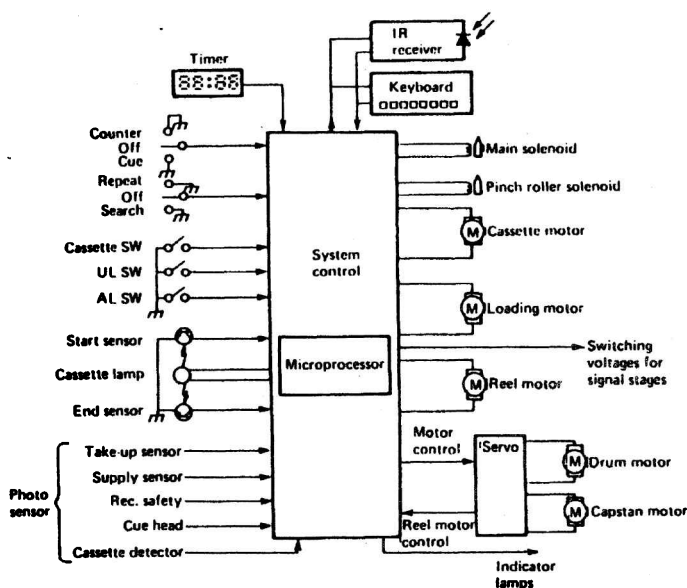 IR
receiver
Timer
88:88
Keyboard
Counter
Off
Cue
Main solenoid
Repeat
Off
Search
Pinch roller solenoid
M
Cassette motor
Cassette SW
UL SW
AL SW
System
control
M
Loading motor
Start sensor
Cassette lamp
End sensor
Microprocessor
Switching
voltages for
signal stages
M
Reel motor
Motor
control
Servo
M
Drum motor
M
Capstan motor
Reel motor
control
Photo
sensor
Take-up sensor
Supply sensor
Rec. safety
Cue head
Cassette detector
Indicator
lamps